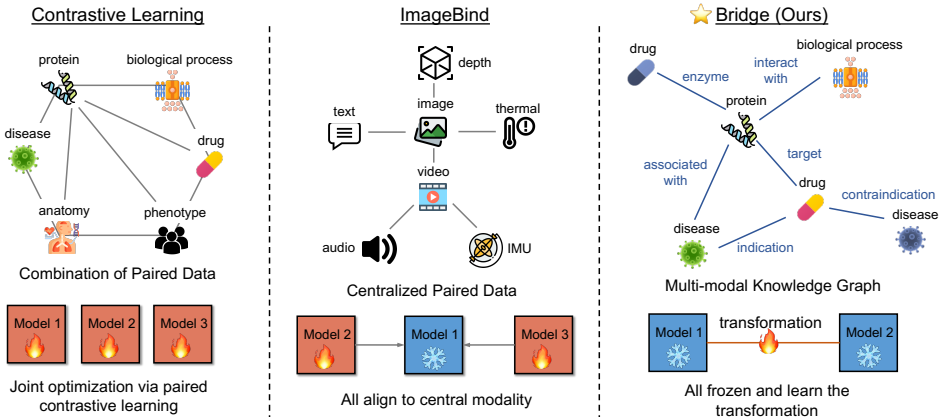 Contrastive Learning
protein
biological process
disease
drug
anatomy
phenotype
Combination of Paired Data
Model 1
Model 2
Model 3
Joint optimization via paired
contrastive learning
ImageBind
depth
text
image
thermal
video
audio
IMU
Centralized Paired Data
Model 2
Model 1
Model 3
All align to central modality
Bridge (Ours)
drug
biological process
enzyme
interact
with
protein
associated
with
target
drug
contraindication
disease
disease
indication
Multi-modal Knowledge Graph
Model 1
transformation
Model 2
All frozen and learn the
transformation